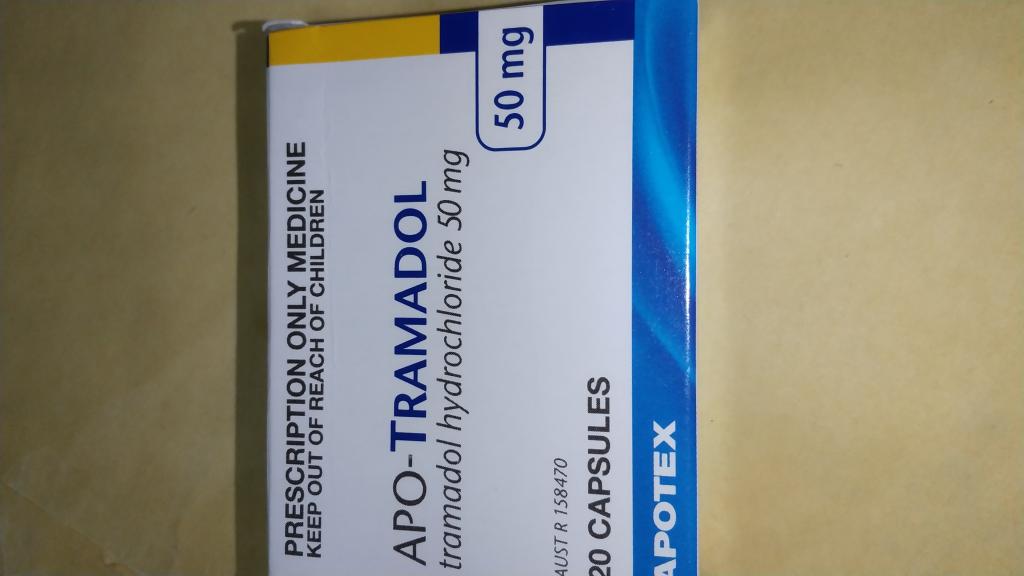 PRESCRIPTION ONLY MEDICINE
KEEP OUT OF REACH OF CHILDREN
APO-TRAMADOL
tramadol hydrochloride 50 mg
50 mg
AUST R 158470
20 CAPSULES
APOTEX